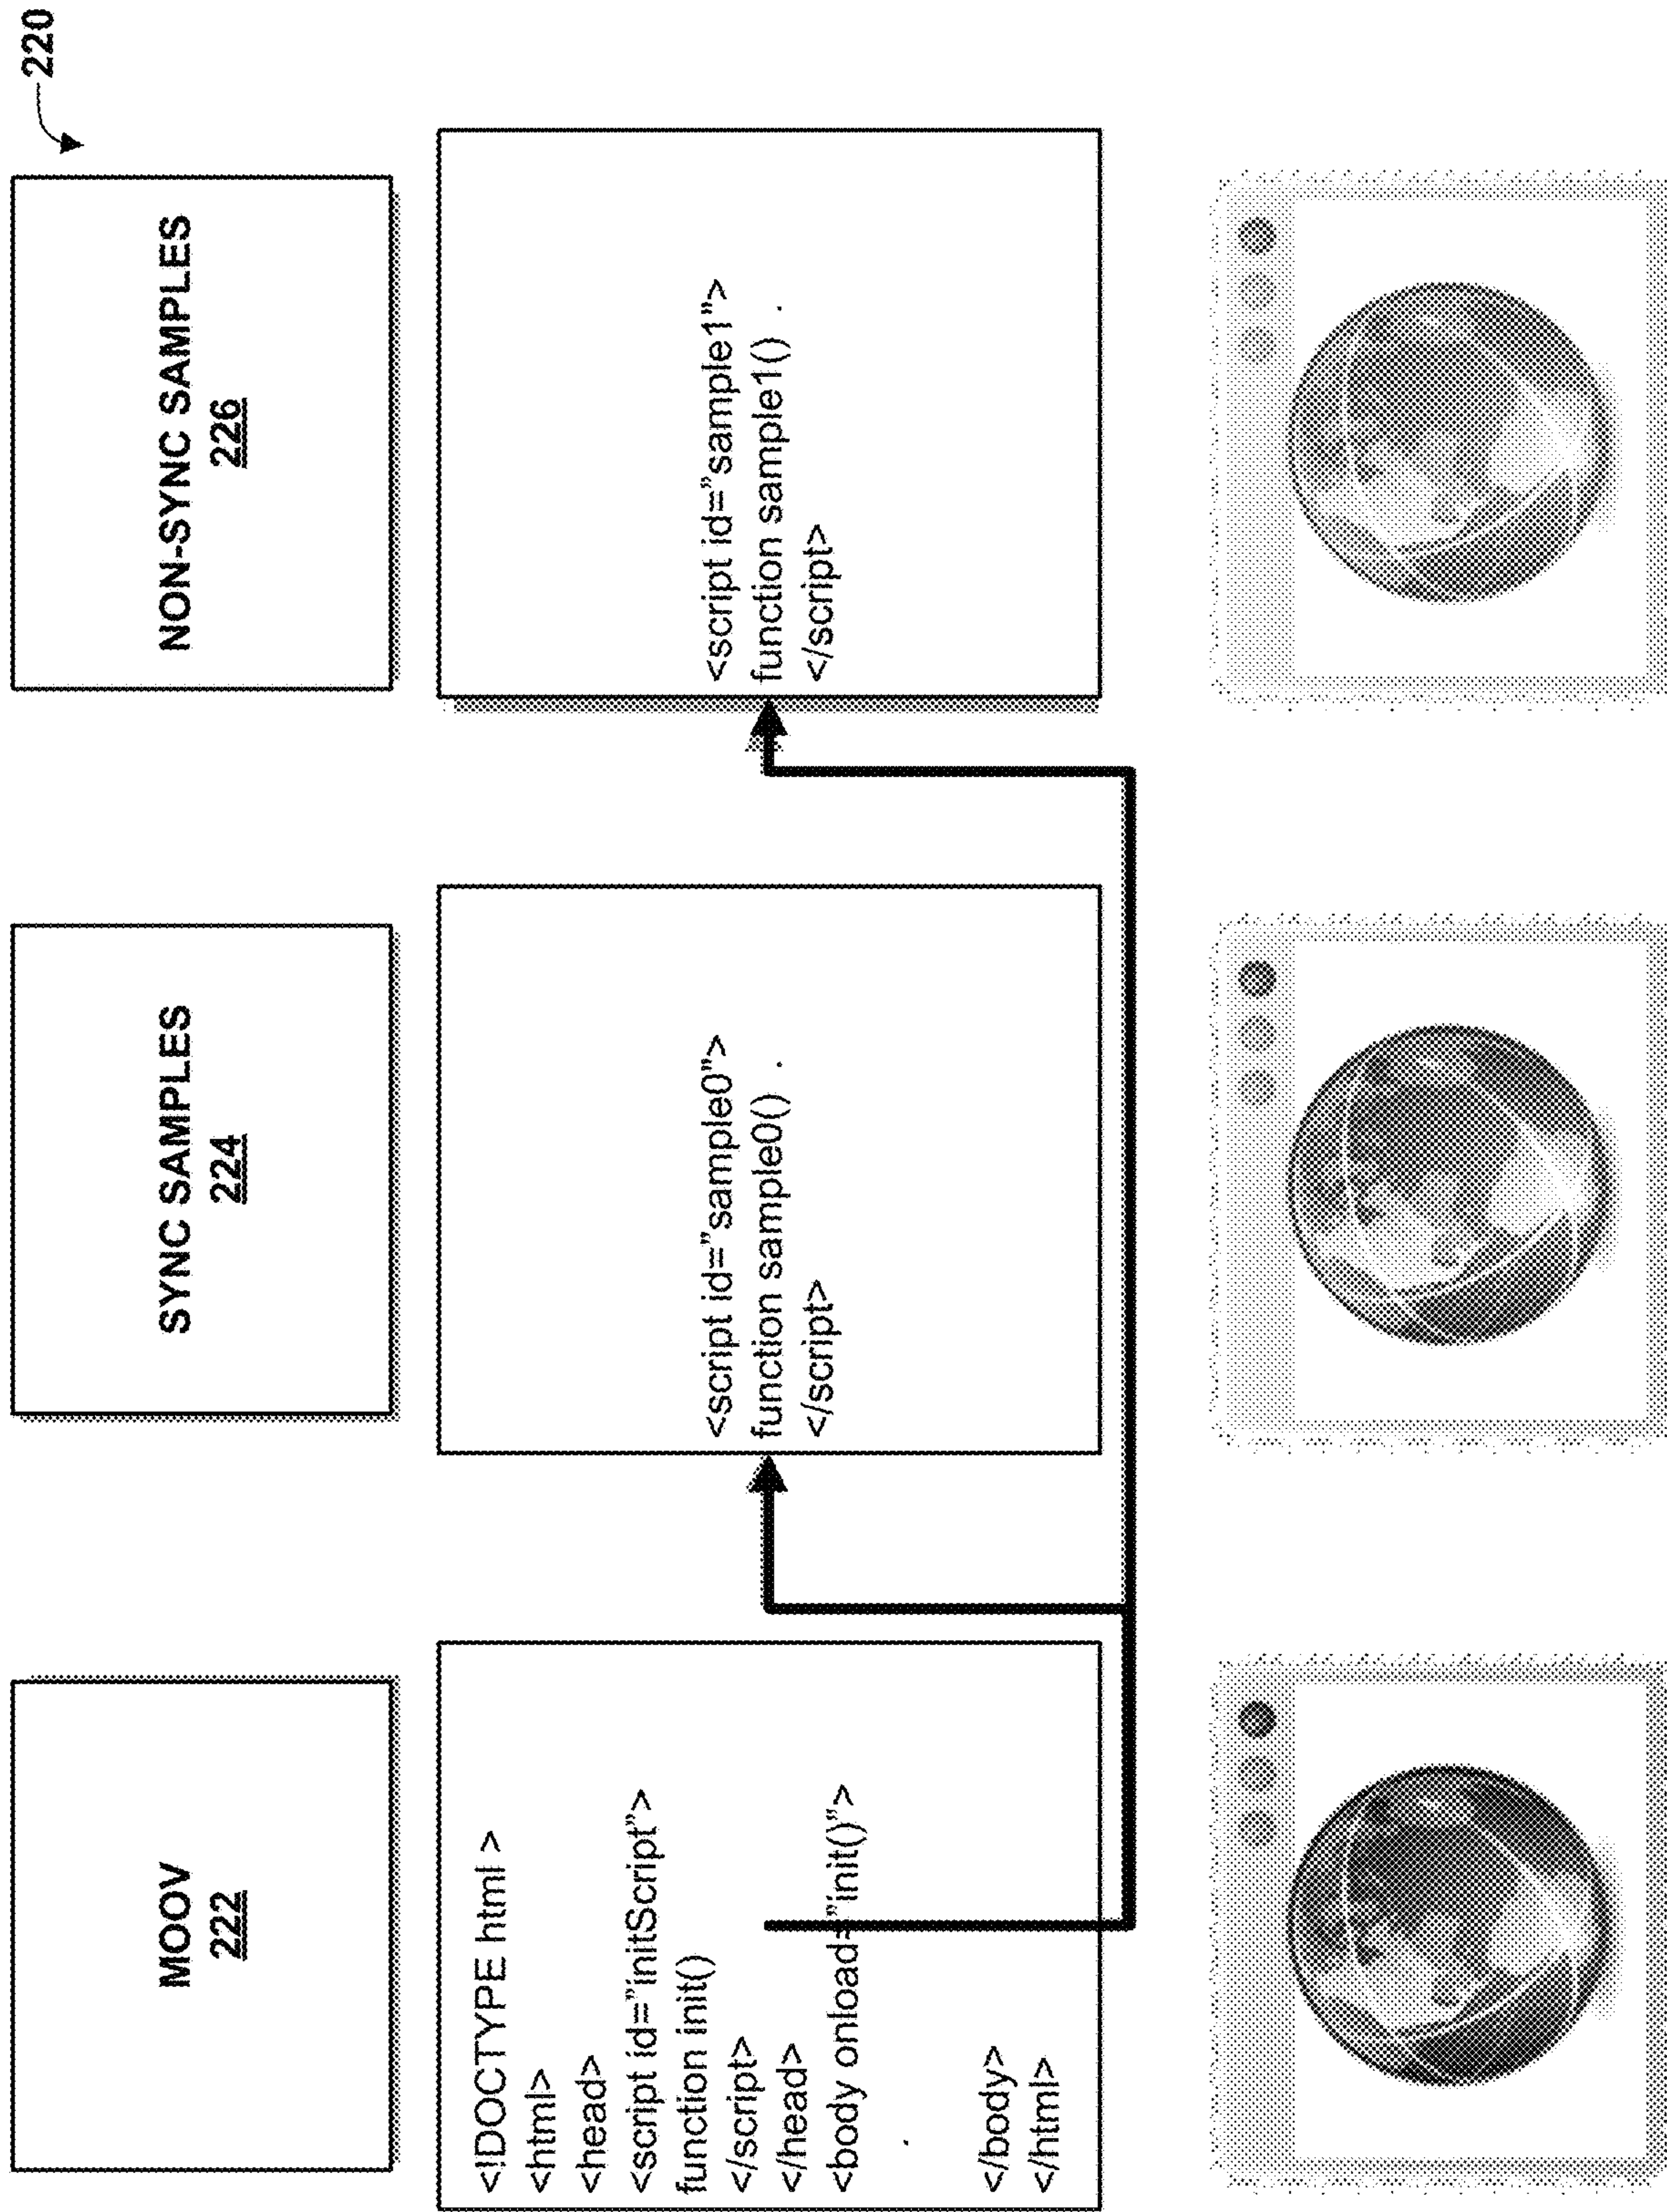 220
MOOV
222
<!DOCTYPE html >
<html>
<head>
<script id="initScript”>
function init()
</script>
</head>
<body onload="init()”>
.
</body>
</html>
SYNC SAMPLES
224
<script id=”sample0”>
function sample0() .
</script>
NON-SYNC SAMPLES
226
<script id=”sample1”>
function sample1() .
</script>